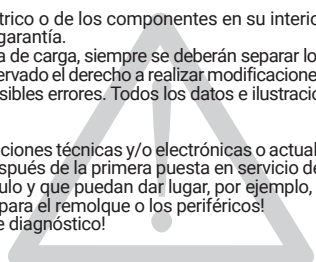 trico o de los componentes en su interio
garantía.
a de carga, siempre se deberán separar lo
ervado el derecho a realizar modificacione
sibles errores. Todos los datos e ilustracio
ciones técnicas y/o electrónicas o actual
spués de la primera puesta en servicio de
ulo y que puedan dar lugar, por ejemplo,
para el remolque o los periféricos!
e diagnóstico!